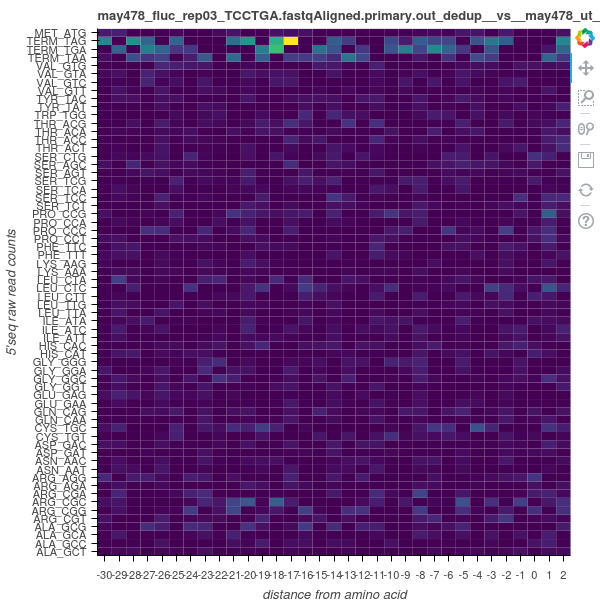 may478_fluc_rep03_TCCTGA.fastqAligned.primary.out_dedup__vs__may478_ut_
MET_ATG
TERM_TAG
TERM_TGA
TERM_TAA
VAL_GTG
VAL_GTA
VAL_GTC
VAL_GTT
TYR_TAC
TYR_TAT
TRP_TGG
THR_ACG
THR_ACA
THR_ACC
THR_ACT
SER_CTG
SER_AGC
SER_AGT
SER_TCG
SER_TCA
SER_TCC
SER_TCT
PRO_CCG
PRO_CCA
PRO_CCC
PRO_CCT
PHE_TTC
PHE_TTT
LYS_AAG
LYS_AAA
LEU_CTA
LEU_CTC
LEU_CTT
LEU_TTG
LEU_TTA
ILE_ATA
ILE_ATC
ILE_ATT
HIS_CAC
HIS_CAT
GLY_GGG
GLY_GGA
GLY_GGC
GLY_GGT
GLU_GAG
GLU_GAA
GLN_CAG
GLN_CAA
CYS_TGC
CYS_TGT
ASP_GAC
ASP_GAT
ASN_AAC
ASN_AAT
ARG_AGG
ARG_AGA
ARG_CGA
ARG_CGC
ARG_CGG
ARG_CGT
ALA_GCG
ALA_GCA
ALA_GCC
ALA_GCT
5'seq raw read counts
-30 -29 -28 -27 -26 -25 -24 -23 -22 -21 -20 -19 -18 -17 -16 -15 -14 -13 -12 -11 -10 -9 -8 -7 -6 -5 -4 -3 -2 -1 0 1 2
distance from amino acid